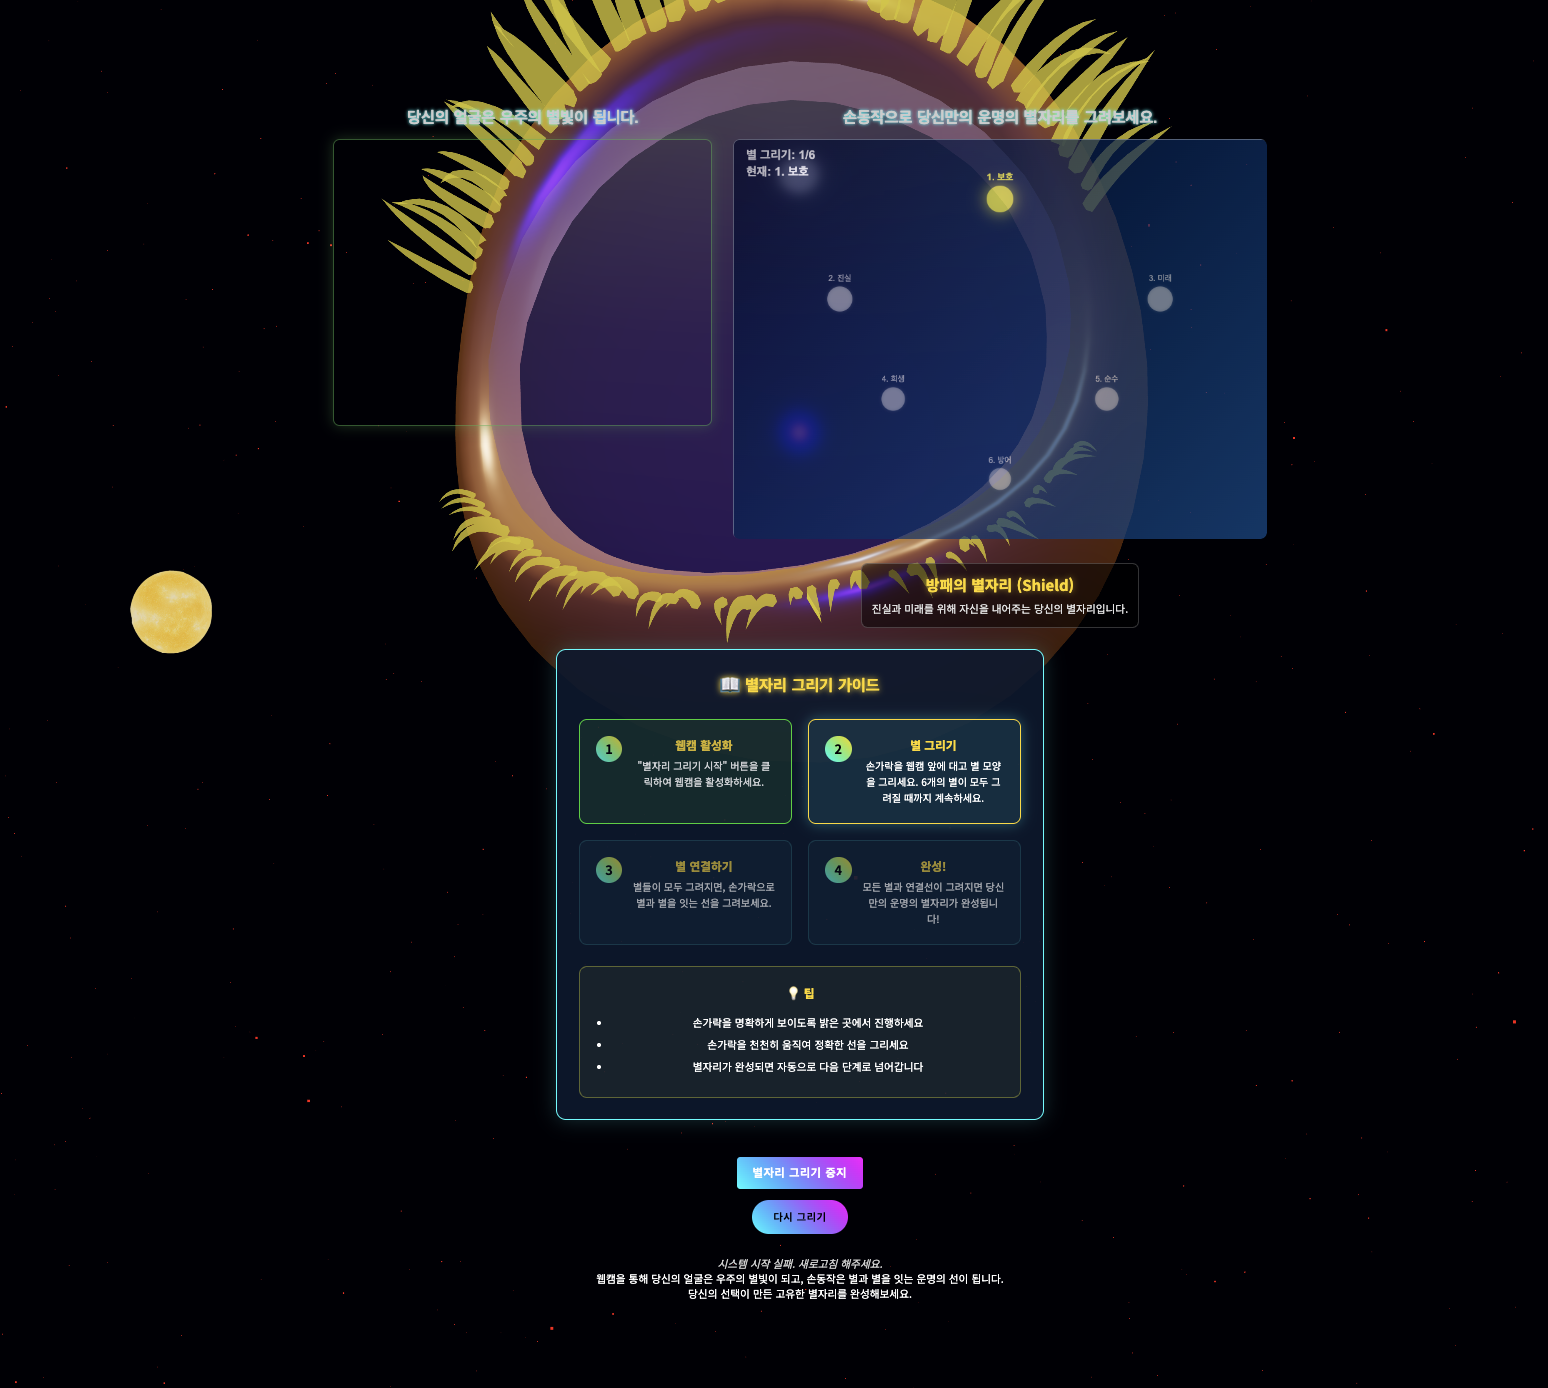 당신의 얼굴은 우주의 별빛이 됩니다.
손동작으로 당신만의 운명의 별자리를 그려보세요.
별 그리기: 1/6
현재: 1. 보호
1. 보호
2. 진실
3. 미래
4. 희생
5. 순수
6. 방어
방패의 별자리 (Shield)
진실과 미래를 위해 자신을 내어주는 당신의 별자리입니다.
📖 별자리 그리기 가이드
1
웹캠 활성화
"별자리 그리기 시작" 버튼을 클
릭하여 웹캠을 활성화하세요.
2
별 그리기
손가락을 웹캠 앞에 대고 별 모양
을 그리세요. 6개의 별이 모두 그
려질 때까지 계속하세요.
3
별 연결하기
별들이 모두 그려지면, 손가락으로
별과 별을 잇는 선을 그려보세요.
4
완성!
모든 별과 연결선이 그려지면 당신
만의 운명의 별자리가 완성됩니
다!
💡 팁
• 손가락을 명확하게 보이도록 밝은 곳에서 진행하세요
• 손가락을 천천히 움직여 정확한 선을 그리세요
• 별자리가 완성되면 자동으로 다음 단계로 넘어갑니다
별자리 그리기 중지
다시 그리기
시스템 시작 실패. 새로고침 해주세요.
웹캠을 통해 당신의 얼굴은 우주의 별빛이 되고, 손동작은 별과 별을 잇는 운명의 선이 됩니다.
당신의 선택이 만든 고유한 별자리를 완성해보세요.